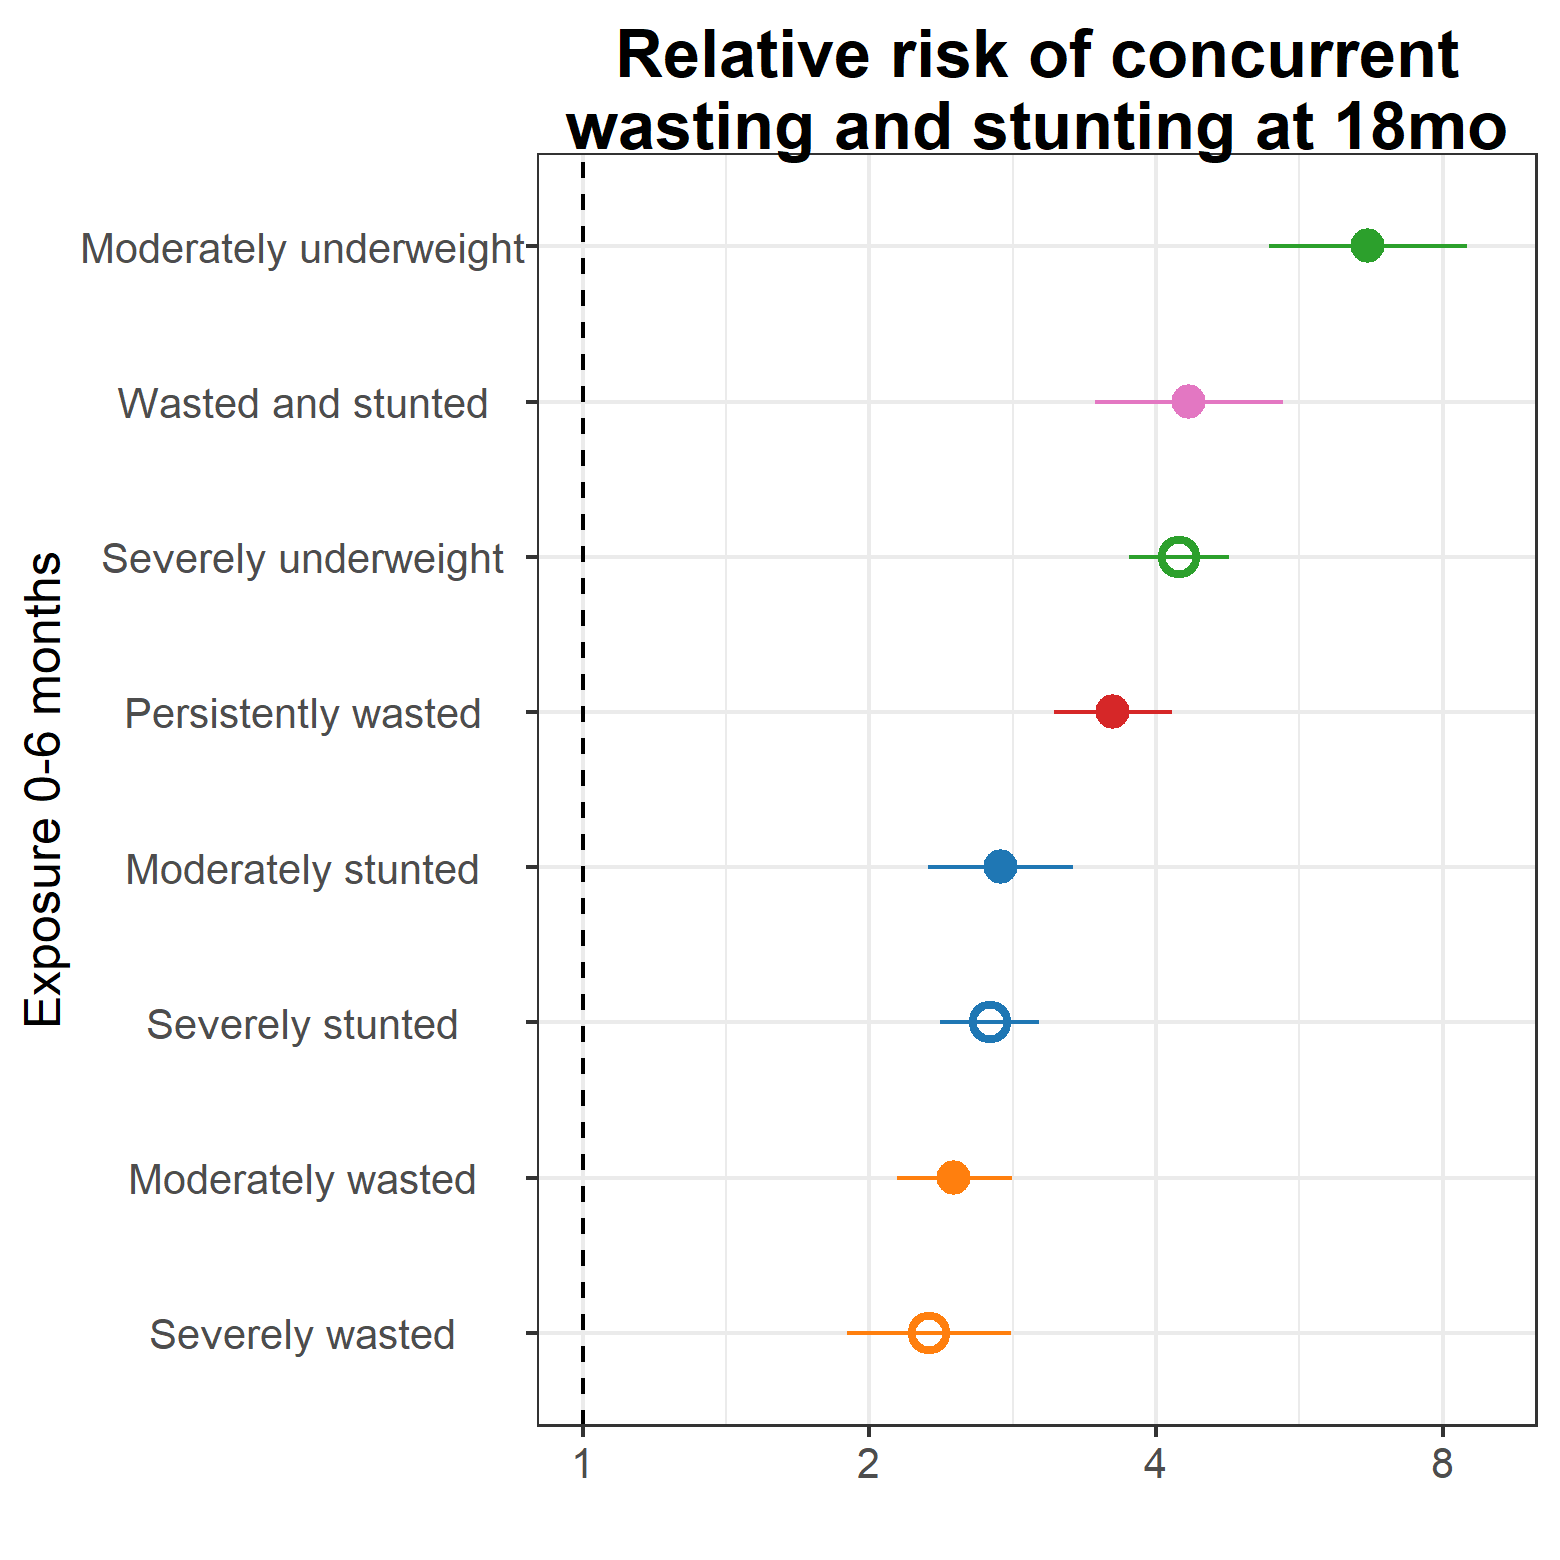 Relative risk of concurrent
wasting and stunting at 18mo
Exposure 0-6 months
Moderately underweight
Wasted and stunted
Severely underweight
Persistently wasted
Moderately stunted
Severely stunted
Moderately wasted
Severely wasted
1 2 4 8